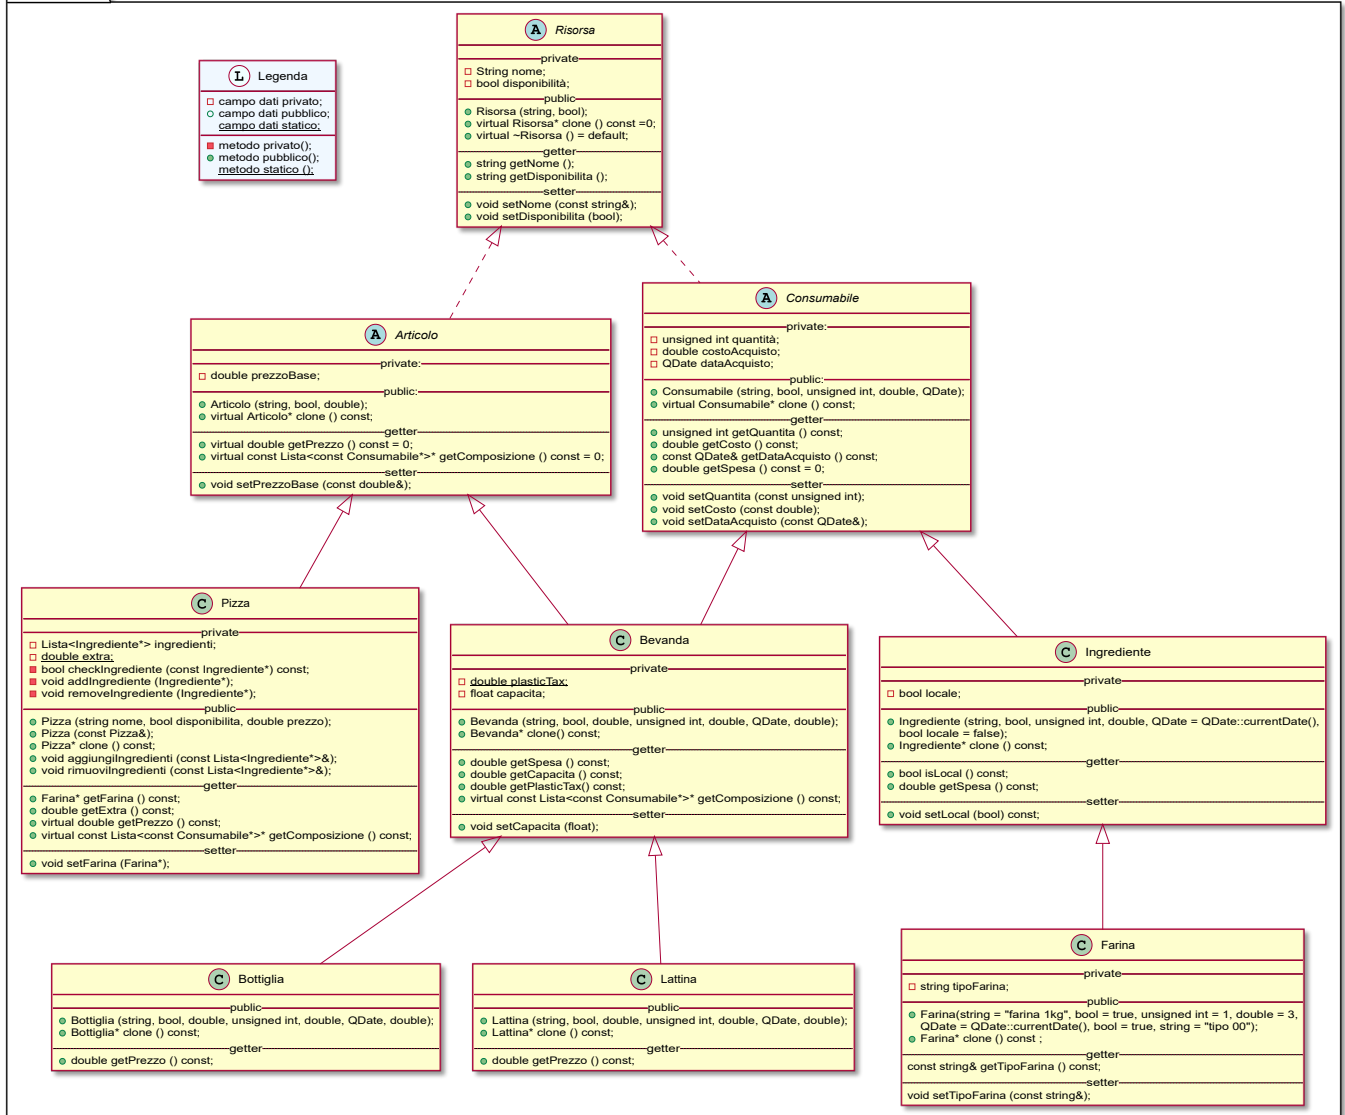 A Risorsa
private
String nome;
bool disponibilità;
public
Risorsa (string, bool);
virtual Risorsa* clone () const =0;
virtual ~Risorsa () = default;
getter
string getNome ();
string getDisponibilita ();
setter
void setNome (const string&);
void setDisponibilita (bool);
L Legenda
campo dati privato;
campo dati pubblico;
campo dati statico;
metodo privato();
metodo pubblico();
metodo statico ();
A Articolo
private:
double prezzoBase;
public:
Articolo (string, bool, double);
virtual Articolo* clone () const;
getter
virtual double getPrezzo () const = 0;
virtual const Lista<const Consumabile*>* getComposizione () const = 0;
setter
void setPrezzoBase (const double&);
A Consumabile
private:
unsigned int quantità;
double costoAcquisto;
QDate dataAcquisto;
public:
Consumabile (string, bool, unsigned int, double, QDate);
virtual Consumabile* clone () const;
getter
unsigned int getQuantita () const;
double getCosto () const;
const QDate& getDataAcquisto () const;
double getSpesa () const = 0;
setter
void setQuantita (const unsigned int);
void setCosto (const double);
void setDataAcquisto (const QDate&);
C Pizza
private
Lista<Ingrediente*> ingredienti;
double extra;
bool checkIngrediente (const Ingrediente*) const;
void addIngrediente (Ingrediente*);
void removeIngrediente (Ingrediente*);
public
Pizza (string nome, bool disponibilita, double prezzo);
Pizza (const Pizza&);
Pizza* clone () const;
void aggiungiIngredienti (const Lista<Ingrediente*>&);
void rimuoviIngredienti (const Lista<Ingrediente*>&);
getter
Farina* getFarina () const;
double getExtra () const;
virtual double getPrezzo () const;
virtual const Lista<const Consumabile*>* getComposizione () const;
setter
void setFarina (Farina*);
C Bevanda
private
double plasticTax;
float capacita;
public
Bevanda (string, bool, double, unsigned int, double, QDate, double);
Bevanda* clone() const;
getter
double getSpesa () const;
double getCapacita () const;
double getPlasticTax() const;
virtual const Lista<const Consumabile*>* getComposizione () const;
setter
void setCapacita (float);
C Ingrediente
private
bool locale;
public
Ingrediente (string, bool, unsigned int, double, QDate = QDate::currentDate(),
bool locale = false);
Ingrediente* clone () const;
getter
bool isLocal () const;
double getSpesa () const;
setter
void setLocal (bool) const;
C Bottiglia
public
Bottiglia (string, bool, double, unsigned int, double, QDate, double);
Bottiglia* clone () const;
getter
double getPrezzo () const;
C Lattina
public
Lattina (string, bool, double, unsigned int, double, QDate, double);
Lattina* clone () const;
getter
double getPrezzo () const;
C Farina
private
string tipoFarina;
public
Farina(string = "farina 1kg", bool = true, unsigned int = 1, double = 3,
QDate = QDate::currentDate(), bool = true, string = "tipo 00");
Farina* clone () const ;
getter
const string& getTipoFarina () const;
setter
void setTipoFarina (const string&);